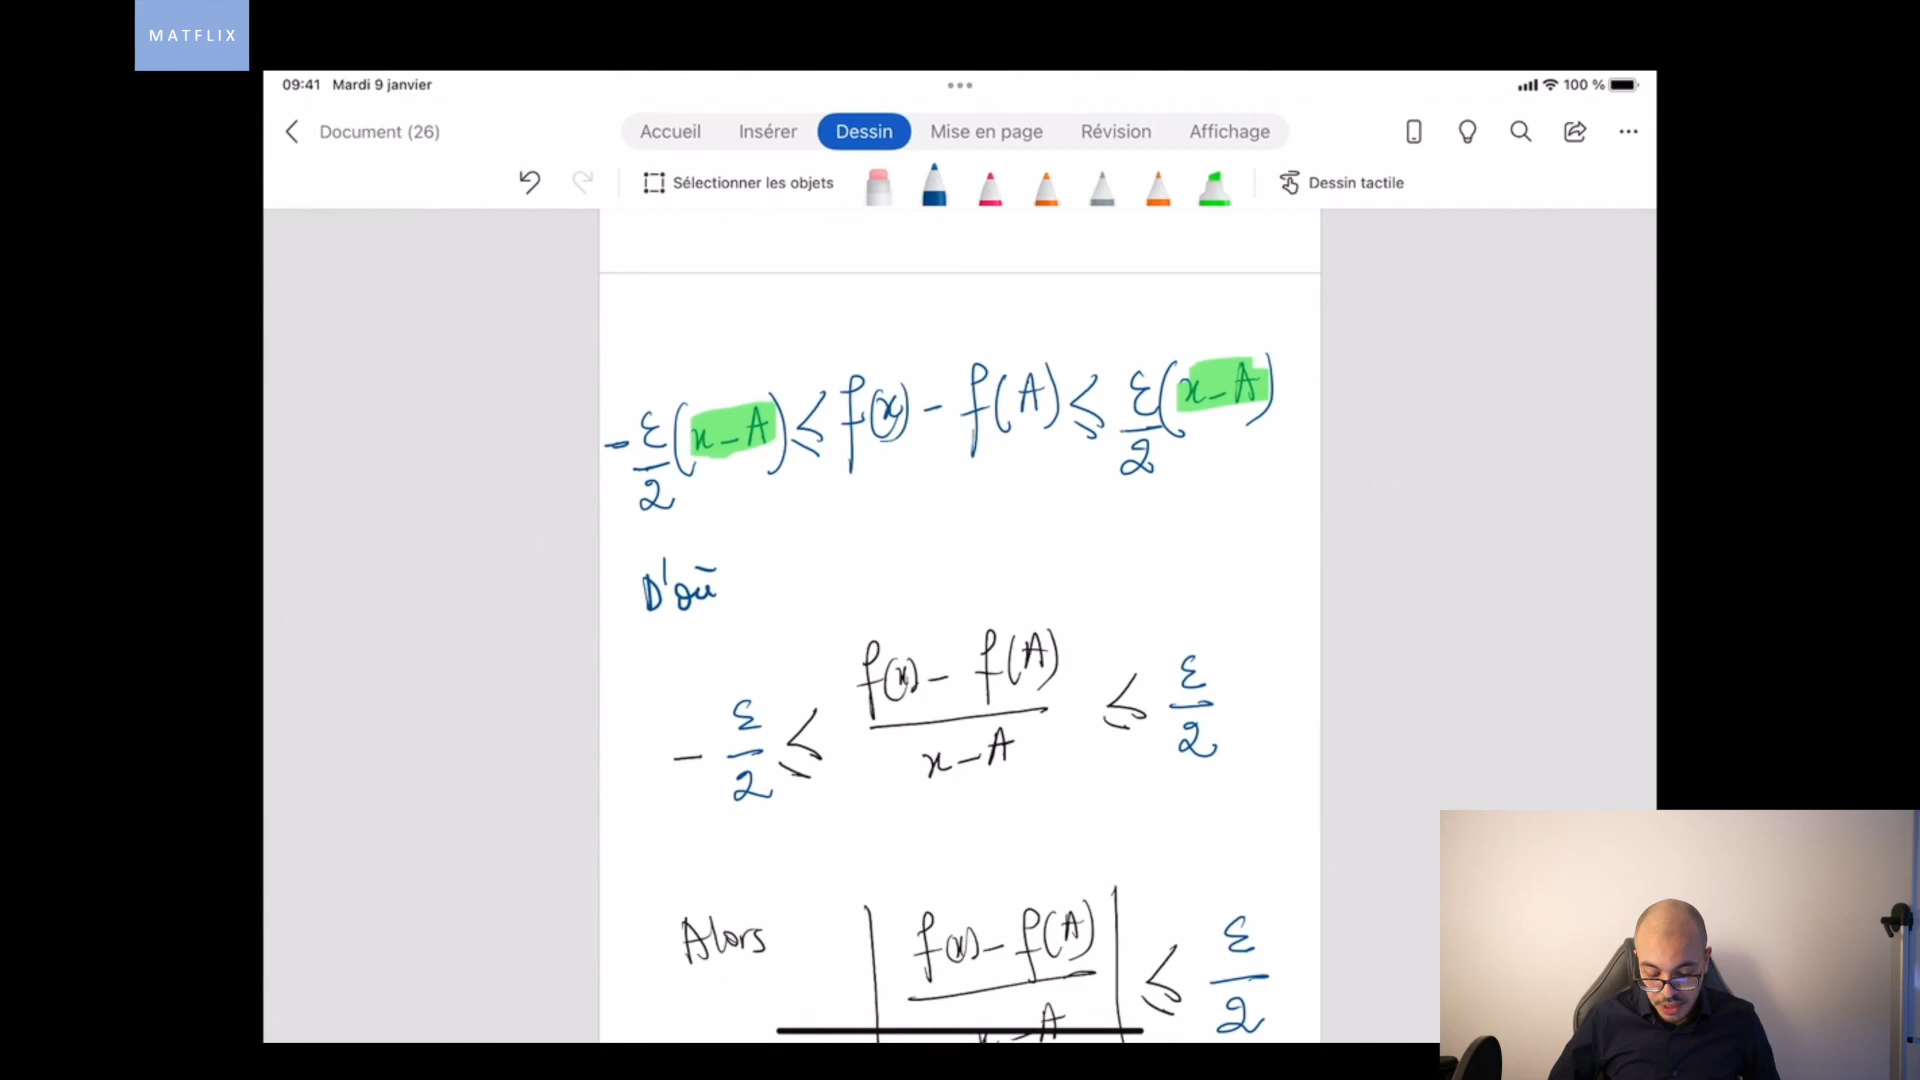 MATFLIX
09:41 Mardi 9 janvier
100 %
Document (26)
Accueil Insérer Dessin Mise en page Révision Affichage
Sélectionner les objets
Dessin tactile
-ε/2 (x-A) ≤ f(x) - f(A) ≤ ε/2 (x-A)
D'où
- ε/2 ≤ (f(x) - f(A))/(x-A) ≤ ε/2
Alors |(f(x) - f(A))/(x-A)| ≤ ε/2